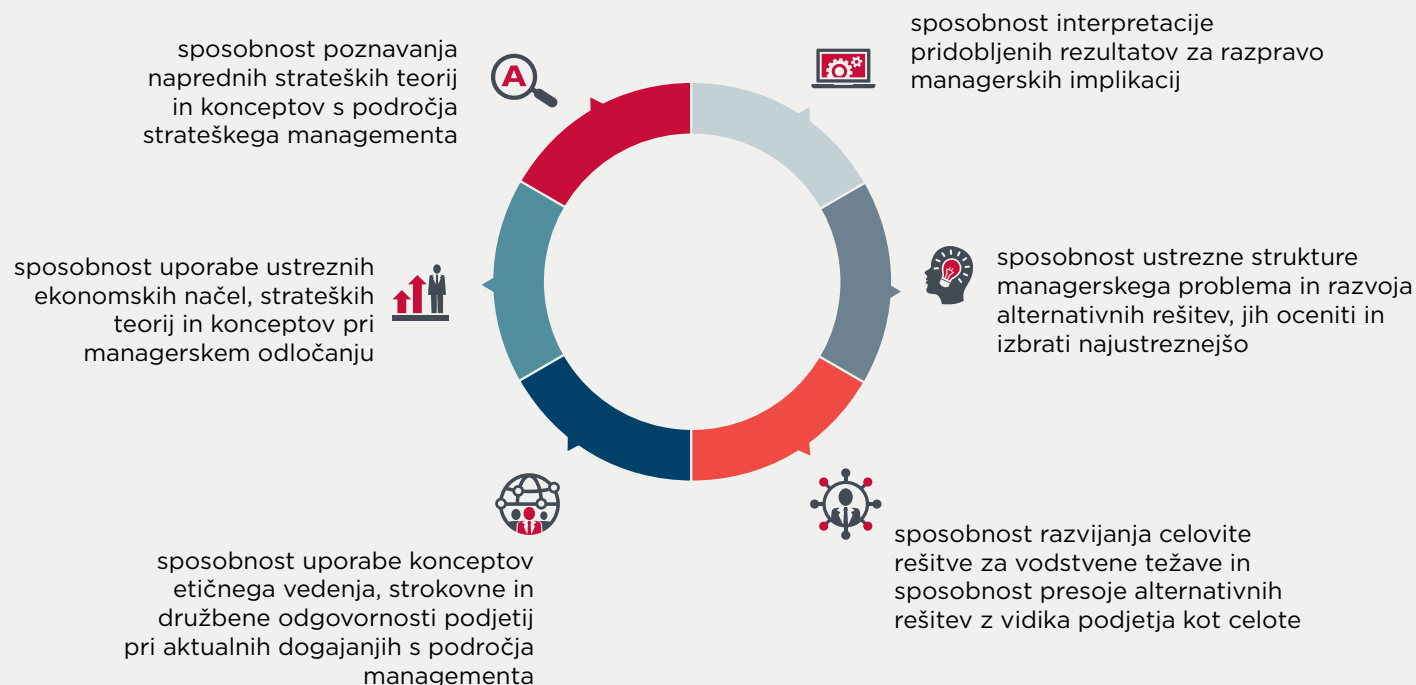 sposobnost poznavanja
naprednih strateških teorij
in konceptov s področja
strateškega managementa
A
sposobnost interpretacije
pridobljenih rezultatov za razpravo
managerskih implikacij
sposobnost uporabe ustreznih
ekonomskih načel, strateških
teorij in konceptov pri
managerskem odločanju
sposobnost ustrezne strukture
managerskega problema in razvoja
alternativnih rešitev, jih oceniti in
izbrati najustreznejšo
sposobnost uporabe konceptov
etičnega vedenja, strokovne in
družbene odgovornosti podjetij
pri aktualnih dogajanjih s področja
managementa
sposobnost razvijanja celovite
rešitve za vodstvene težave in
sposobnost presoje alternativnih
rešitev z vidika podjetja kot celote